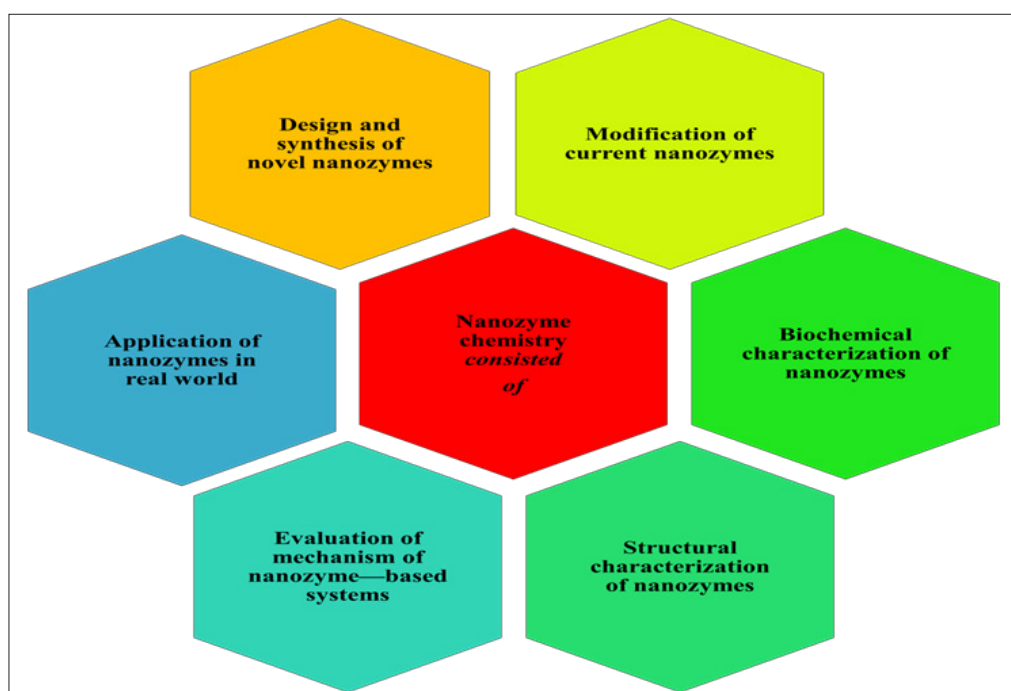 Design and
synthesis of
novel nanozymes
Modification of
current nanozymes
Application of
nanozymes in
real world
Nanozyme
chemistry
consisted
of
Biochemical
characterization of
nanozymes
Evaluation of
mechanism of
nanozyme—based
systems
Structural
characterization
of nanozymes